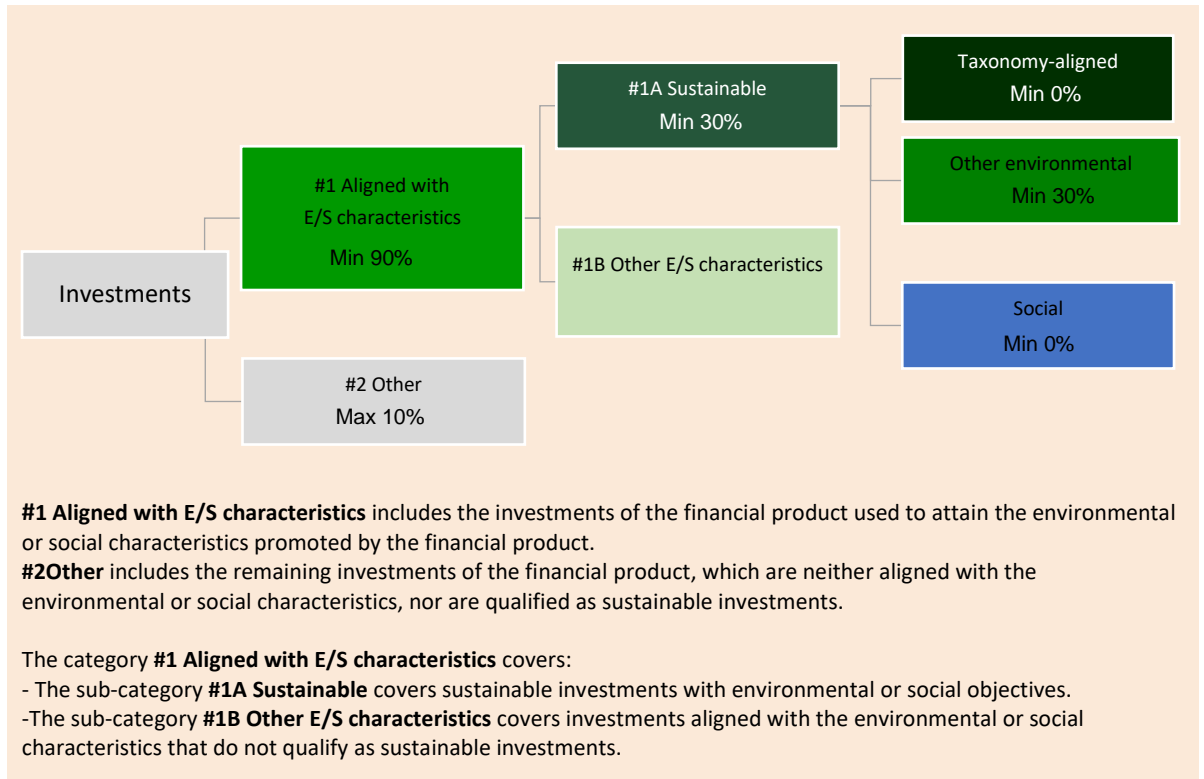 Investments
#1 Aligned with
E/S characteristics
Min 90%
#2 Other
Max 10%
#1A Sustainable
Min 30%
#1B Other E/S characteristics
Taxonomy-aligned
Min 0%
Other environmental
Min 30%
Social
Min 0%
#1 Aligned with E/S characteristics includes the investments of the financial product used to attain the environmental
or social characteristics promoted by the financial product.
#2Other includes the remaining investments of the financial product, which are neither aligned with the
environmental or social characteristics, nor are qualified as sustainable investments.
The category #1 Aligned with E/S characteristics covers:
- The sub-category #1A Sustainable covers sustainable investments with environmental or social objectives.
-The sub-category #1B Other E/S characteristics covers investments aligned with the environmental or social
characteristics that do not qualify as sustainable investments.